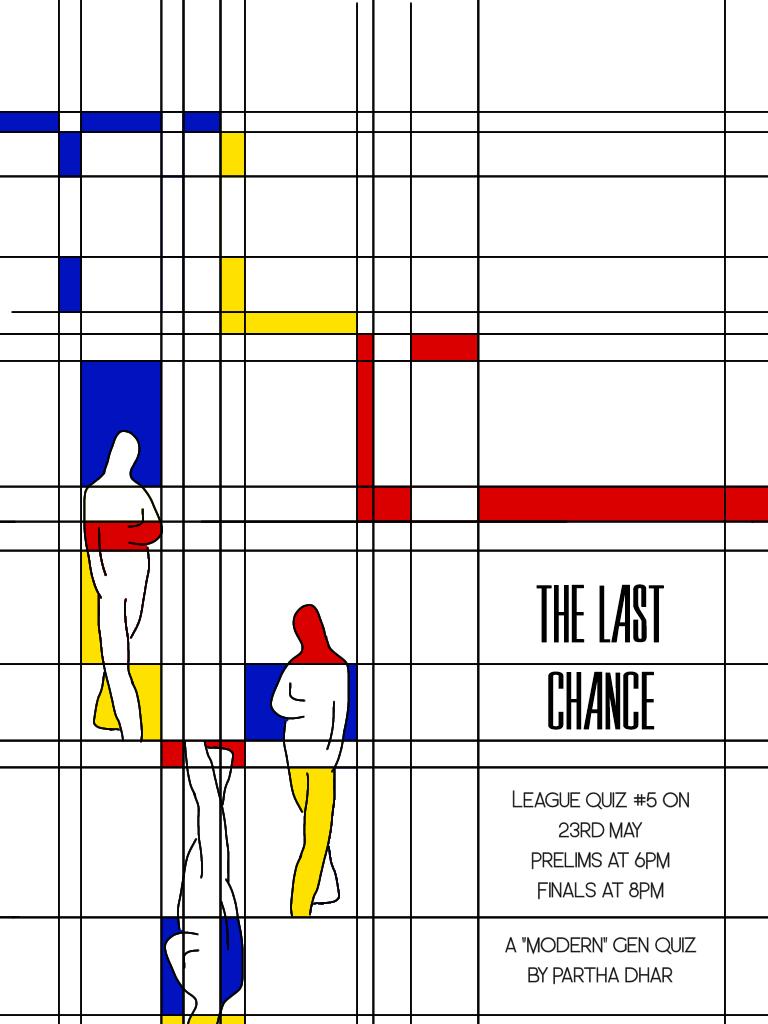 THE LAST
CHANCE
LEAGUE QUIZ #5 ON
23RD MAY
PRELIMS AT 6PM
FINALS AT 8PM
A "MODERN" GEN QUIZ
BY PARTHA DHAR